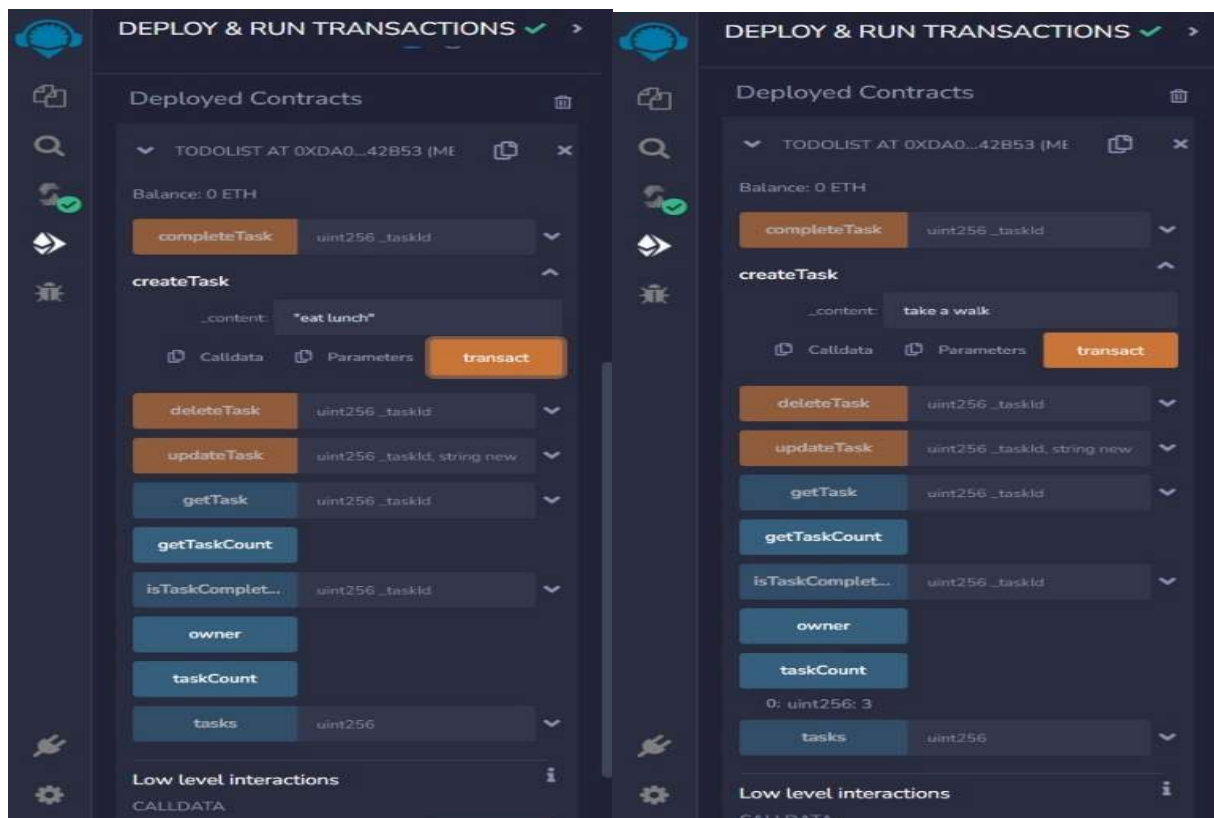 DEPLOY & RUN TRANSACTIONS
Deployed Contracts
TODOLIST AT 0XDA0...42B53 (ME
Balance: 0 ETH
completeTask uint256 _taskId
createTask
_content: "eat lunch"
Calldata Parameters transact
deleteTask uint256 _taskId
updateTask uint256 _taskId, string new
getTask uint256 _taskId
getTaskCount
isTaskComplet... uint256 _taskId
owner
taskCount
tasks uint256
Low level interactions
CALLDATA
DEPLOY & RUN TRANSACTIONS
Deployed Contracts
TODOLIST AT 0XDA0...42B53 (ME
Balance: 0 ETH
completeTask uint256 _taskId
createTask
_content: take a walk
Calldata Parameters transact
deleteTask uint256 _taskId
updateTask uint256 _taskId, string new
getTask uint256 _taskId
getTaskCount
isTaskComplet... uint256 _taskId
owner
taskCount
0: uint256: 3
tasks uint256
Low level interactions